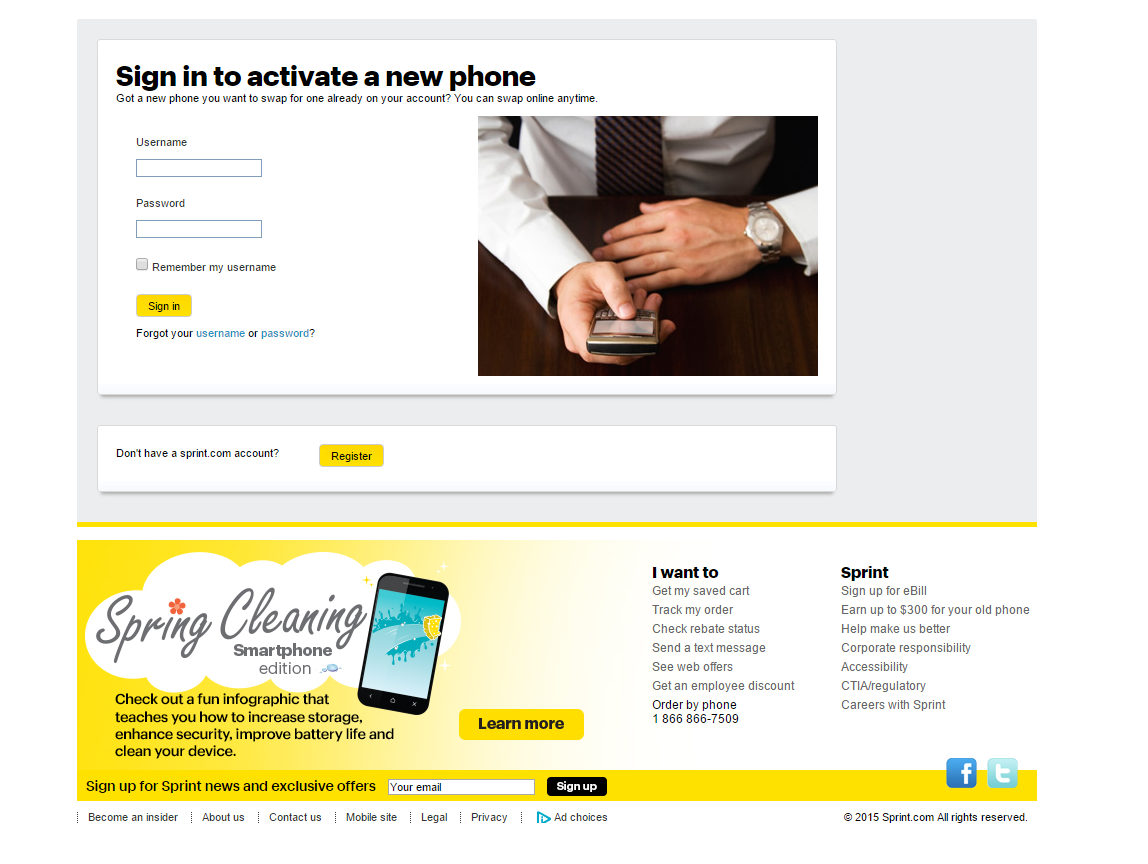 Sign in to activate a new phone
Got a new phone you want to swap for one already on your account? You can swap online anytime.
Username
Password
Remember my username
Sign in
Forgot your username or password?
Don't have a sprint.com account?
Register
Spring Cleaning
Smartphone
edition
Check out a fun infographic that
teaches you how to increase storage,
enhance security, improve battery life and
clean your device.
Learn more
I want to
Get my saved cart
Track my order
Check rebate status
Send a text message
See web offers
Get an employee discount
Order by phone
1 866 866-7509
Sprint
Sign up for eBill
Earn up to $300 for your old phone
Help make us better
Corporate responsibility
Accessibility
CTIA/regulatory
Careers with Sprint
Sign up for Sprint news and exclusive offers
Your email
Sign up
f
t
Become an insider
About us
Contact us
Mobile site
Legal
Privacy
Ad choices
© 2015 Sprint.com All rights reserved.